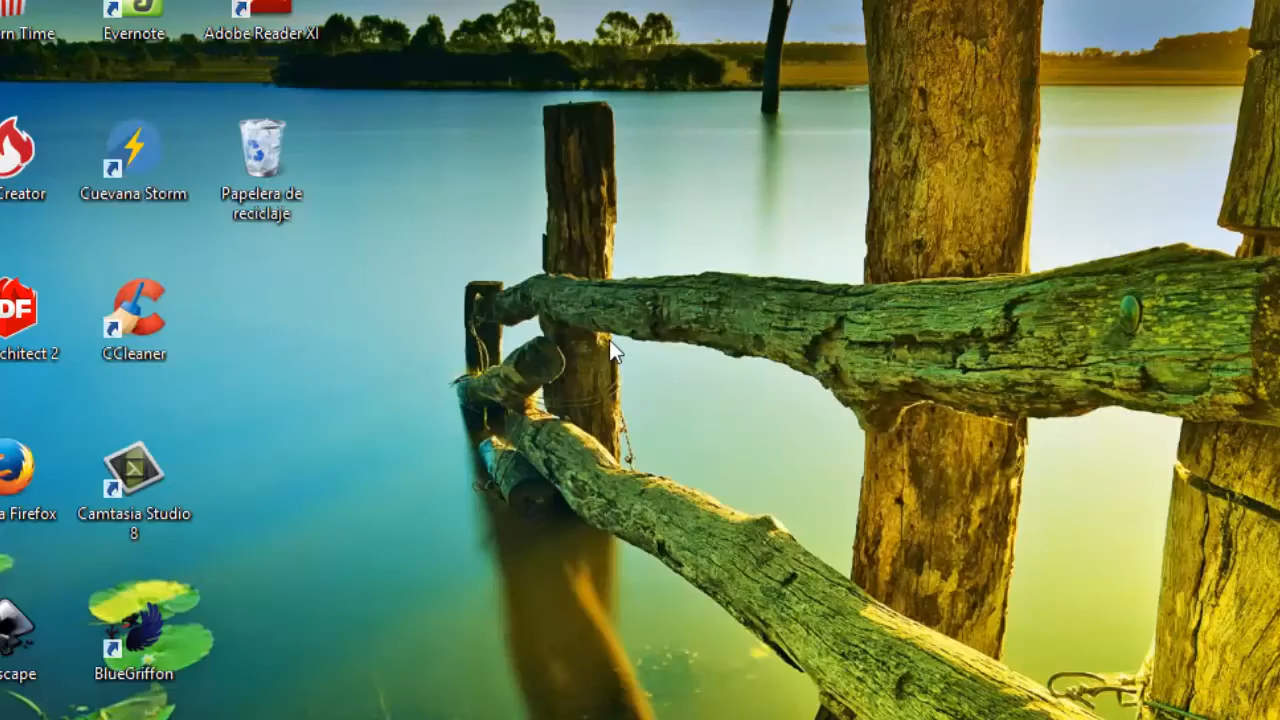 rn Time
Evernote
Adobe Reader XI
Creator
Cuevana Storm
Papelera de
reciclaje
DF
chitect 2
CCleaner
a Firefox
Camtasia Studio
8
scape
BlueGriffon